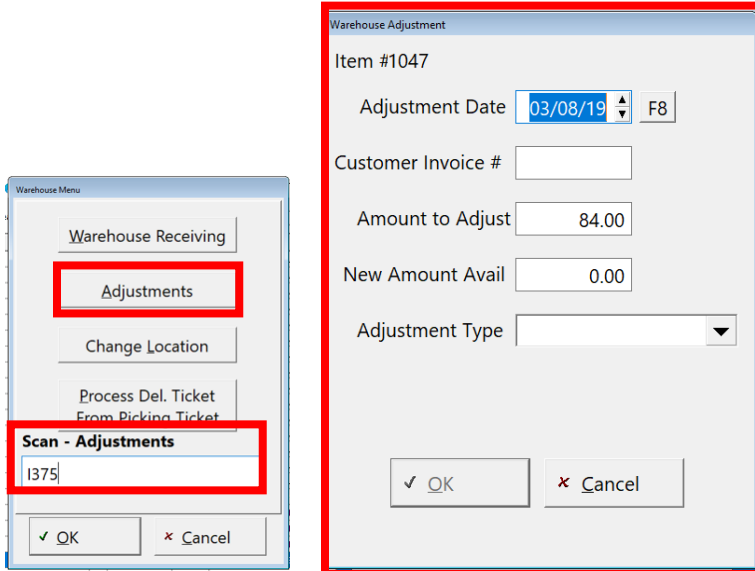 Warehouse Menu
Warehouse Receiving
Adjustments
Change Location
Process Del. Ticket
From Picking Ticket
Scan - Adjustments
I375
OK
Cancel
Warehouse Adjustment
Item #1047
Adjustment Date 03/08/19 F8
Customer Invoice #
Amount to Adjust 84.00
New Amount Avail 0.00
Adjustment Type
OK
Cancel